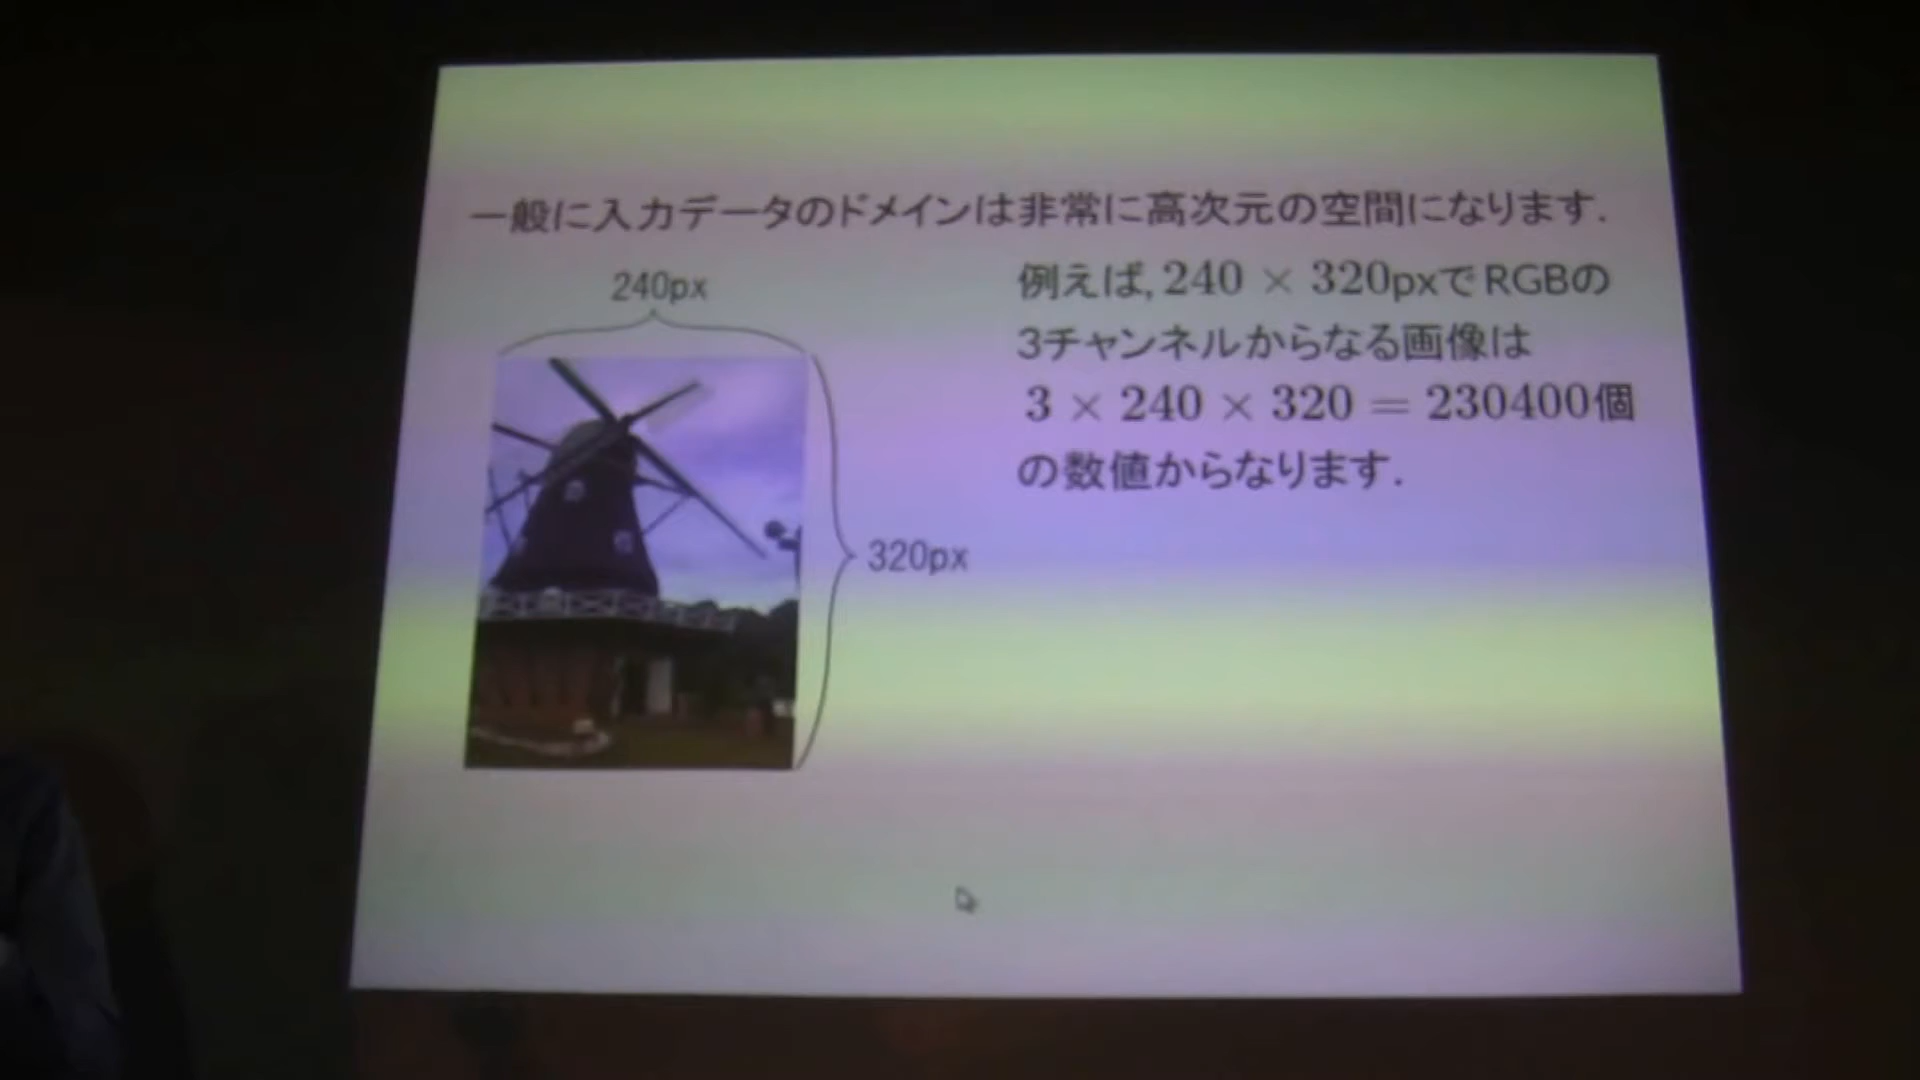 一般に入力データのドメインは非常に高次元の空間になります.
240px
例えば, 240 × 320pxでRGBの
3チャンネルからなる画像は
3 × 240 × 320 = 230400個
の数値からなります.
320px